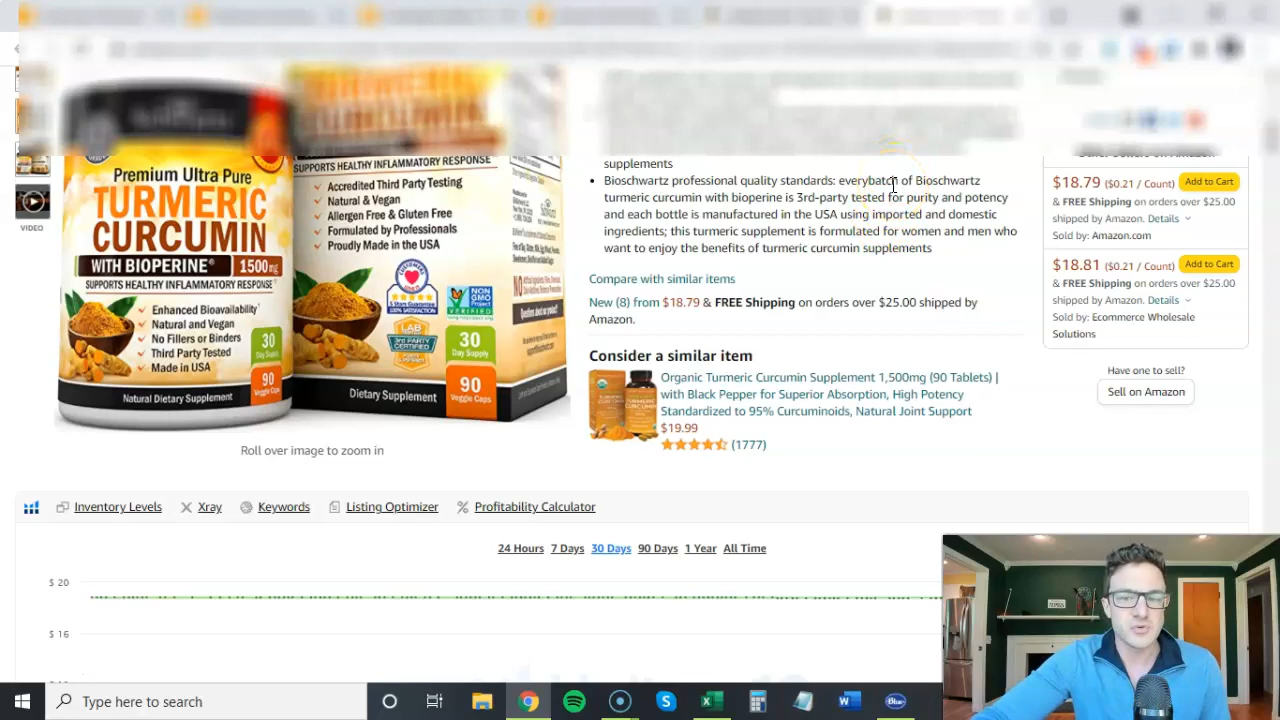 supplements
• Bioschwartz professional quality standards: everybatch of Bioschwartz
turmeric curcumin with bioperine is 3rd-party tested for purity and potency
and each bottle is manufactured in the USA using imported and domestic
ingredients; this turmeric supplement is formulated for women and men who
want to enjoy the benefits of turmeric curcumin supplements
Compare with similar items
New (8) from $18.79 & FREE Shipping on orders over $25.00 shipped by
Amazon.
Consider a similar item
Organic Turmeric Curcumin Supplement 1,500mg (90 Tablets) |
with Black Pepper for Superior Absorption, High Potency
Standardized to 95% Curcuminoids, Natural Joint Support
$19.99
(1777)
$18.79 ($0.21 / Count) Add to Cart
& FREE Shipping on orders over $25.00
shipped by Amazon. Details
Sold by: Amazon.com
$18.81 ($0.21 / Count) Add to Cart
& FREE Shipping on orders over $25.00
shipped by Amazon. Details
Sold by: Ecommerce Wholesale
Solutions
Have one to sell?
Sell on Amazon
VIDEO
Premium Ultra Pure
TURMERIC
CURCUMIN
WITH BIOPERINE® 1500mg
SUPPORTS HEALTHY INFLAMMATORY RESPONSE
Enhanced Bioavailability
Natural and Vegan
No Fillers or Binders
Third Party Tested
Made in USA
30
Day Supply
90
Veggie Caps
Natural Dietary Supplement
SUPPORTS HEALTHY INFLAMMATORY RESPONSE
Accredited Third Party Testing
Natural & Vegan
Allergen Free & Gluten Free
Formulated by Professionals
Proudly Made in the USA
NON
GMO
Project
VERIFIED
LAB
3RD PARTY
CERTIFIED
30
Day Supply
90
Veggie Caps
Dietary Supplement
Roll over image to zoom in
Inventory Levels Xray Keywords Listing Optimizer Profitability Calculator
24 Hours 7 Days 30 Days 90 Days 1 Year All Time
$ 20
$ 16
Type here to search